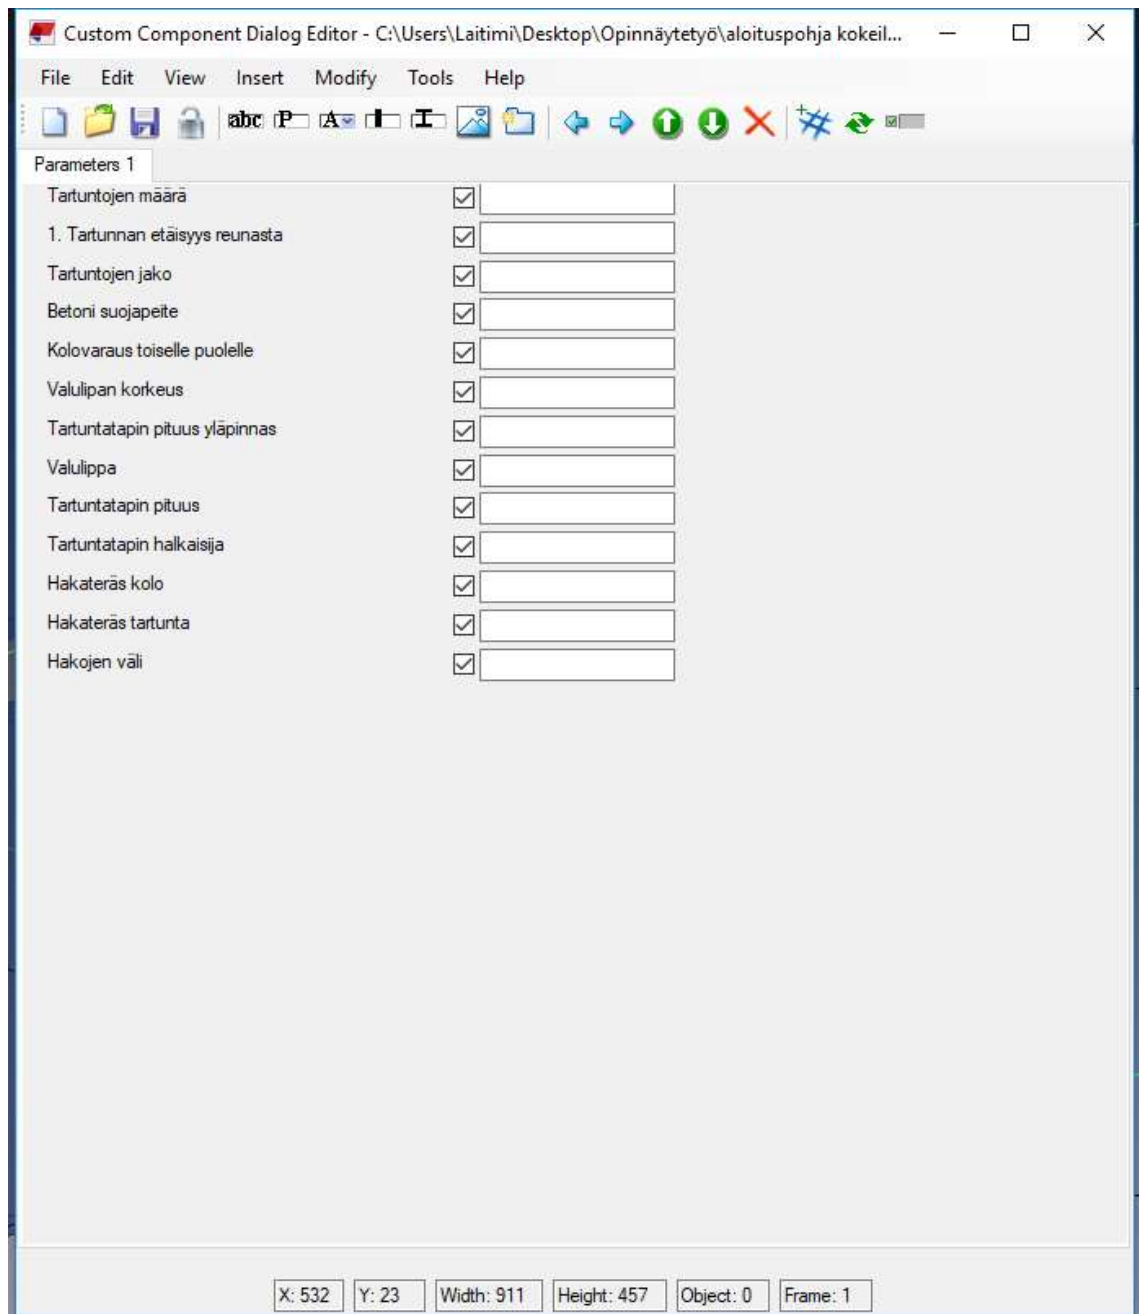 Custom Component Dialog Editor - C:\Users\Laitimi\Desktop\Opinnäytetyö\aloituspohja kokeil...
File Edit View Insert Modify Tools Help
abc P A I
Parameters 1
Tartuntojen määrä
1. Tartunnan etäisyys reunasta
Tartuntojen jako
Betoni suojapeite
Kolovaraus toiselle puolelle
Valulipan korkeus
Tartuntatapin pituus yläpinnas
Valulippa
Tartuntatapin pituus
Tartuntatapin halkaisija
Hakateräs kolo
Hakateräs tartunta
Hakojen väli
X: 532 Y: 23 Width: 911 Height: 457 Object: 0 Frame: 1